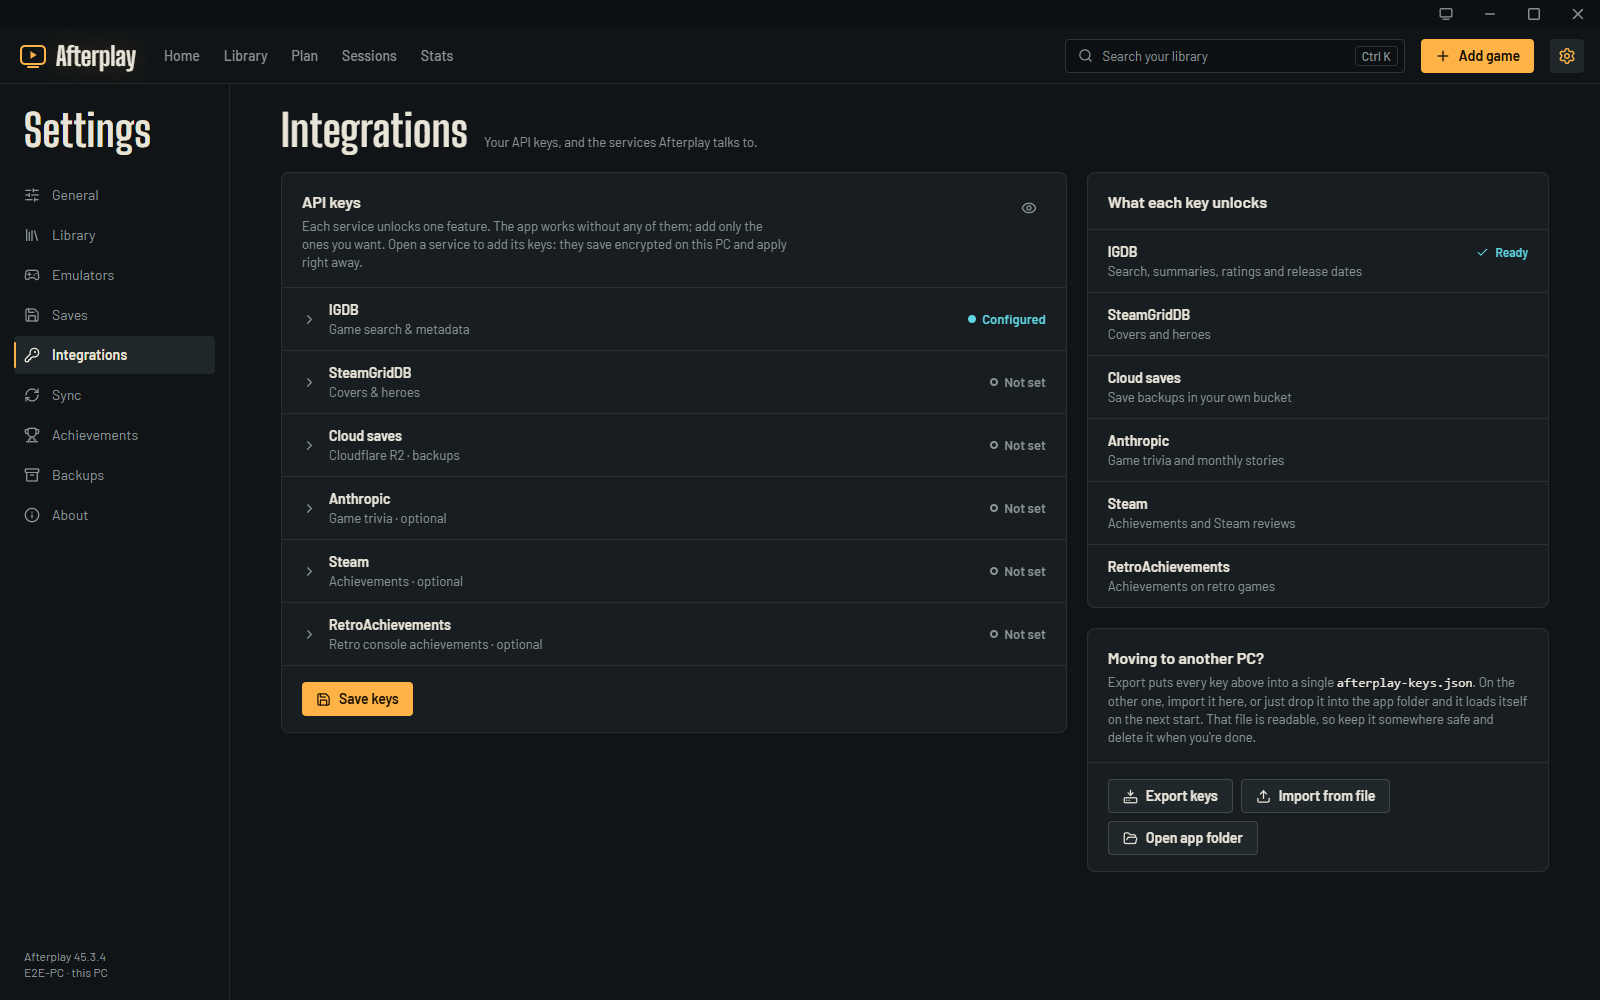 Afterplay
Home
Library
Plan
Sessions
Stats
Search your library
Ctrl K
Add game
Settings
General
Library
Emulators
Saves
Integrations
Sync
Achievements
Backups
About
Afterplay 45.3.4
E2E-PC · this PC
Integrations
Your API keys, and the services Afterplay talks to.
API keys
Each service unlocks one feature. The app works without any of them; add only the
ones you want. Open a service to add its keys: they save encrypted on this PC and apply
right away.
IGDB
Game search & metadata
Configured
SteamGridDB
Covers & heroes
Not set
Cloud saves
Cloudflare R2 · backups
Not set
Anthropic
Game trivia · optional
Not set
Steam
Achievements · optional
Not set
RetroAchievements
Retro console achievements · optional
Not set
Save keys
What each key unlocks
IGDB
Search, summaries, ratings and release dates
Ready
SteamGridDB
Covers and heroes
Cloud saves
Save backups in your own bucket
Anthropic
Game trivia and monthly stories
Steam
Achievements and Steam reviews
RetroAchievements
Achievements on retro games
Moving to another PC?
Export puts every key above into a single afterplay-keys.json. On the
other one, import it here, or just drop it into the app folder and it loads itself
on the next start. That file is readable, so keep it somewhere safe and
delete it when you're done.
Export keys
Import from file
Open app folder